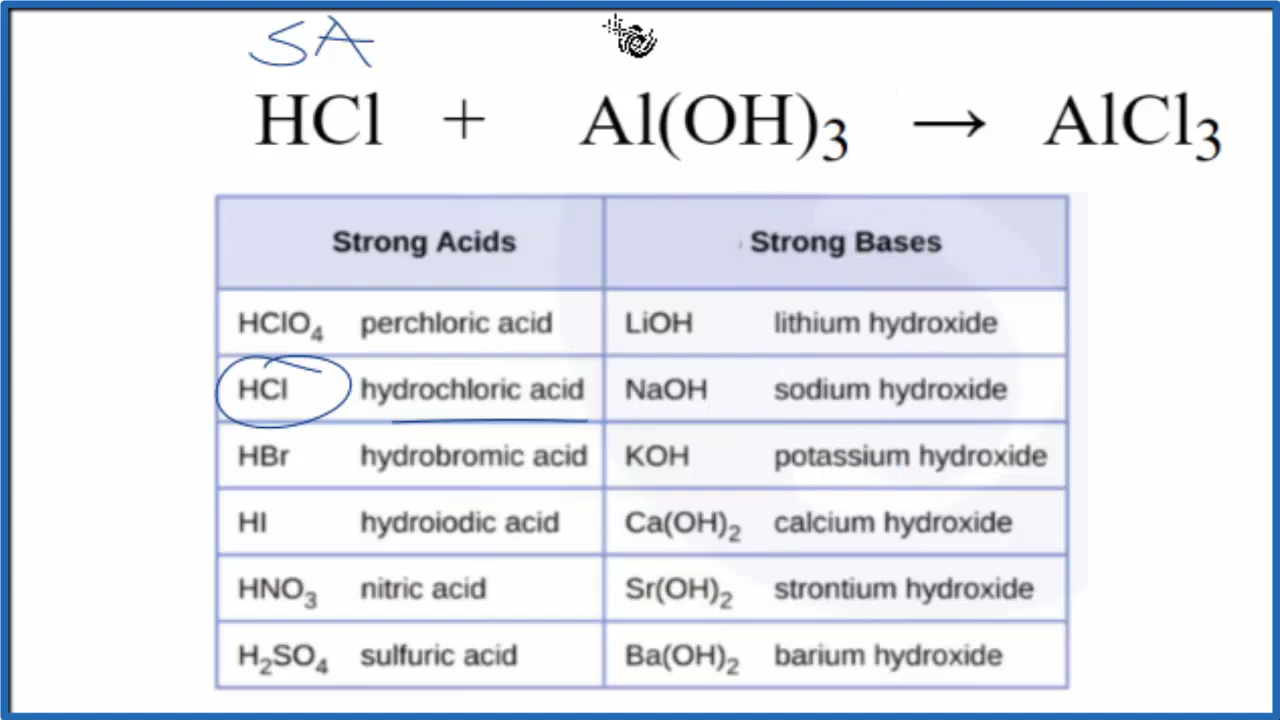 SA
HCl + Al(OH)₃ → AlCl₃
Strong Acids Strong Bases
HClO₄ perchloric acid LiOH lithium hydroxide
HCl hydrochloric acid NaOH sodium hydroxide
HBr hydrobromic acid KOH potassium hydroxide
HI hydroiodic acid Ca(OH)₂ calcium hydroxide
HNO₃ nitric acid Sr(OH)₂ strontium hydroxide
H₂SO₄ sulfuric acid Ba(OH)₂ barium hydroxide